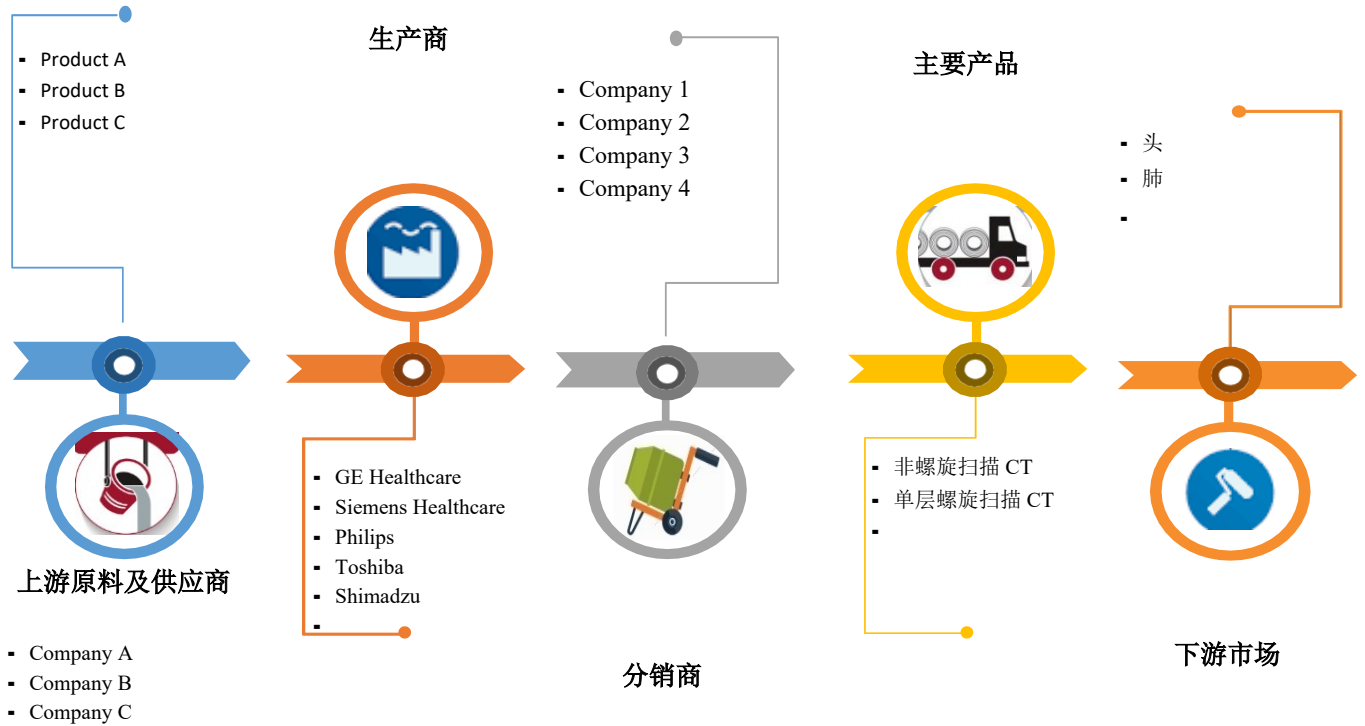 Product A
Product B
Product C
上游原料及供应商
Company A
Company B
Company C
生产商
GE Healthcare
Siemens Healthcare
Philips
Toshiba
Shimadzu
Company 1
Company 2
Company 3
Company 4
分销商
主要产品
非螺旋扫描 CT
单层螺旋扫描 CT
头
肺
下游市场